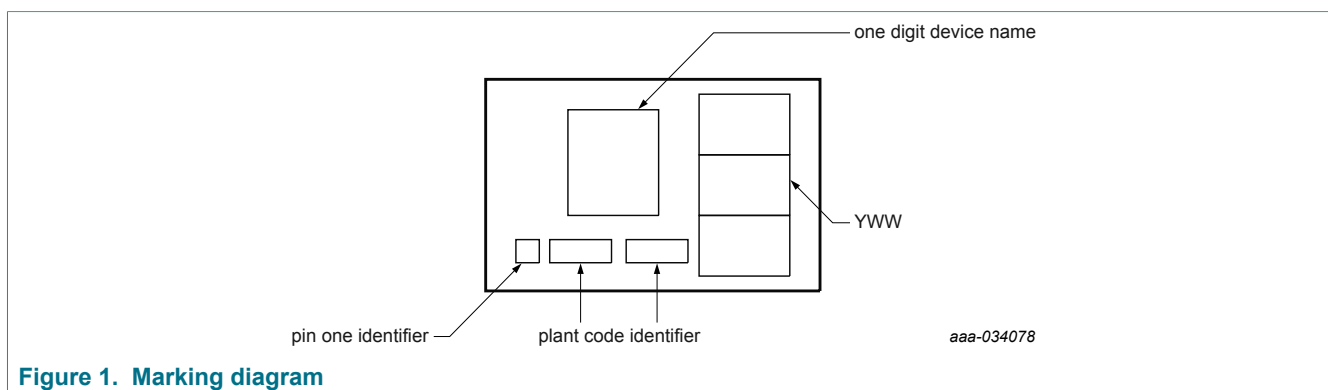 one digit device name
YWW
pin one identifier
plant code identifier
aaa-034078
Figure 1. Marking diagram